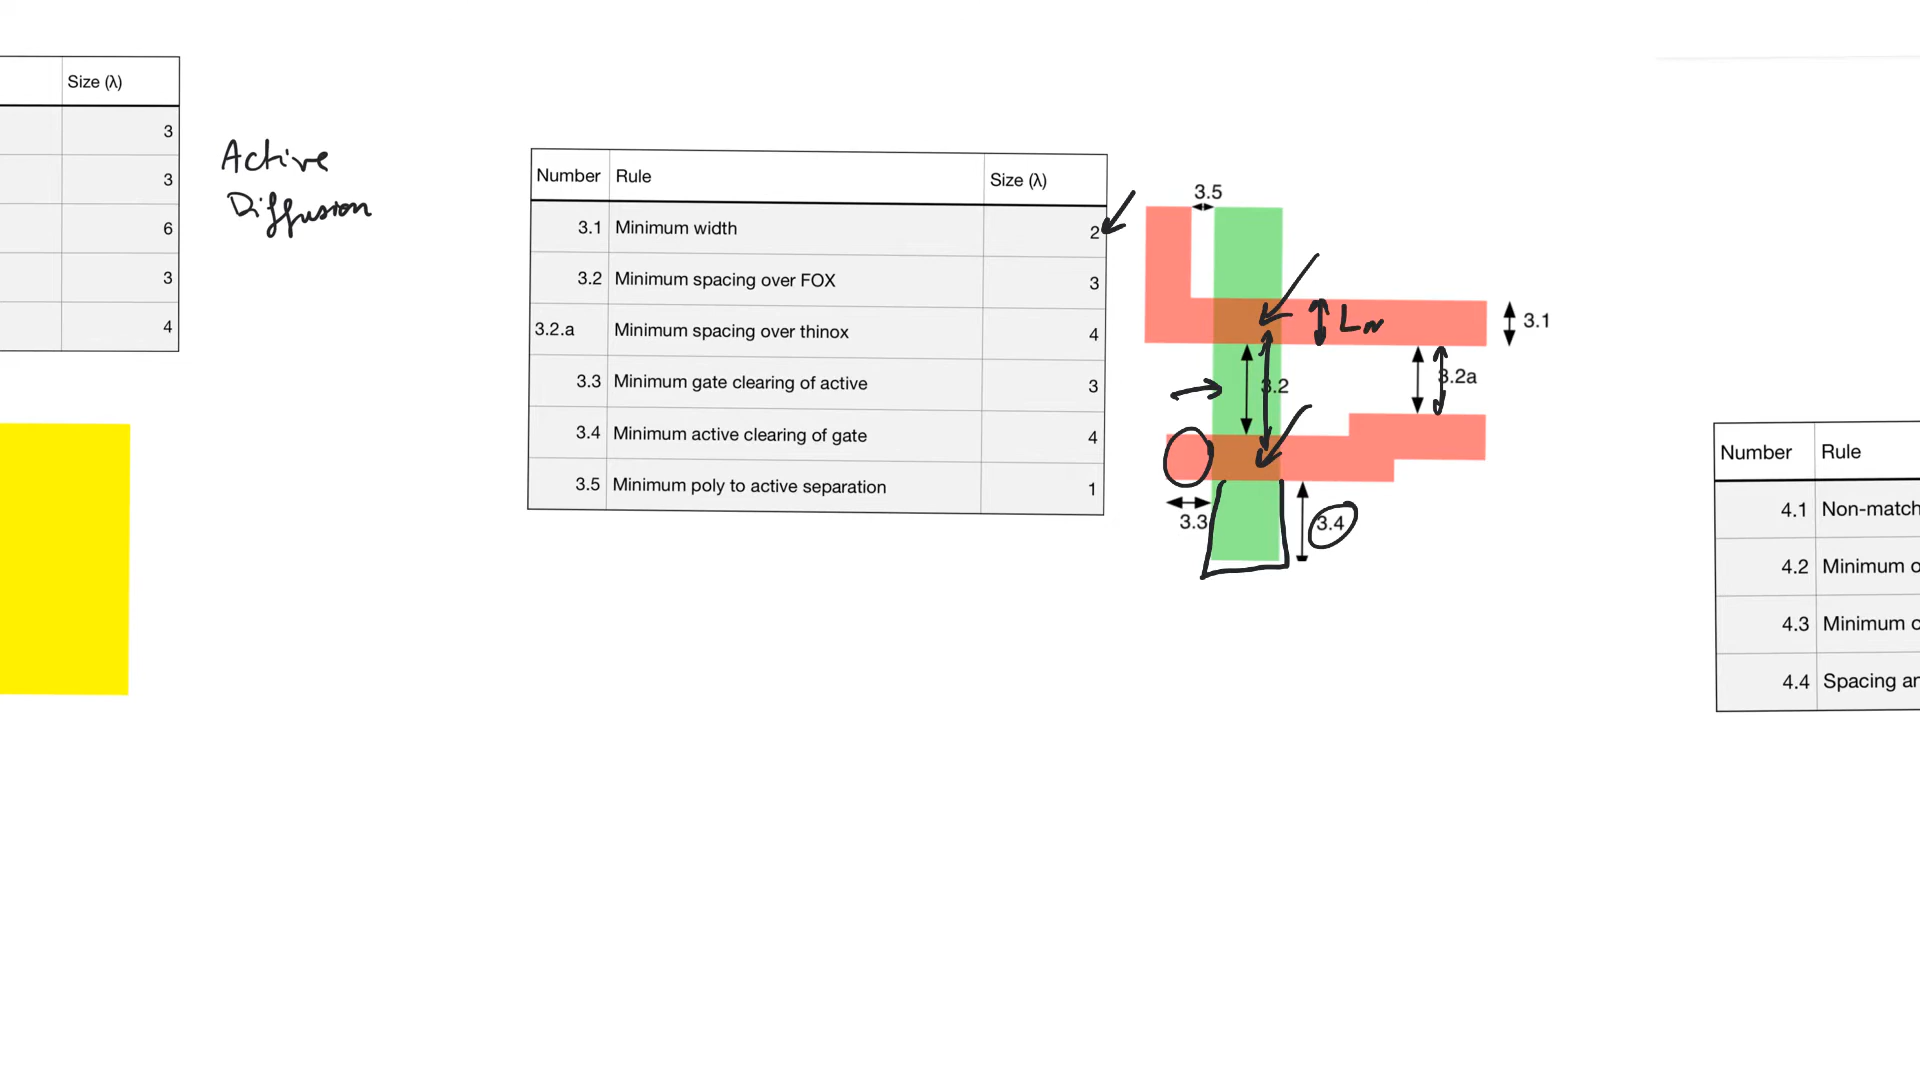 Size (λ)
3
3
6
3
4
Active
Diffusion
Number Rule Size (λ)
3.1 Minimum width 2
3.2 Minimum spacing over FOX 3
3.2.a Minimum spacing over thinox 4
3.3 Minimum gate clearing of active 3
3.4 Minimum active clearing of gate 4
3.5 Minimum poly to active separation 1
3.5
L
3.1
3.2
3.2a
3.3
3.4
Number Rule
4.1 Non-match
4.2 Minimum o
4.3 Minimum
4.4 Spacing